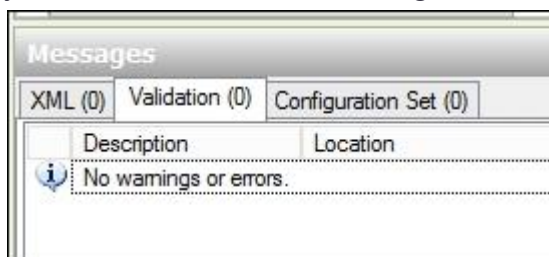 Messages
XML (0) Validation (0) Configuration Set (0)
Description Location
No warnings or errors.